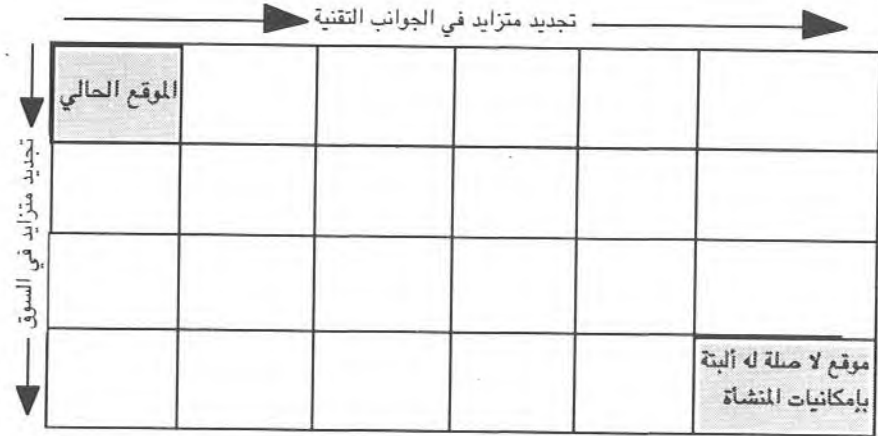 تجديد متزايد في الجوانب التقنية
الموقع الحالي
تجديد متزايد في السوق
موقع لا صلة له ألبتة
بإمكانيات المنشأة